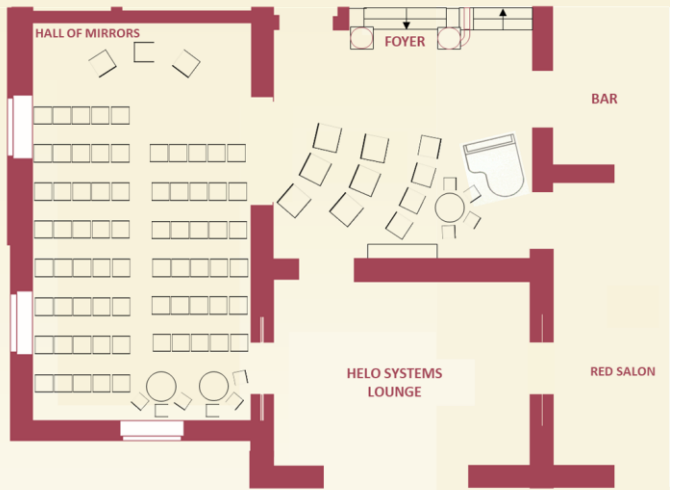 HALL OF MIRRORS
FOYER
BAR
HELO SYSTEMS
LOUNGE
RED SALON